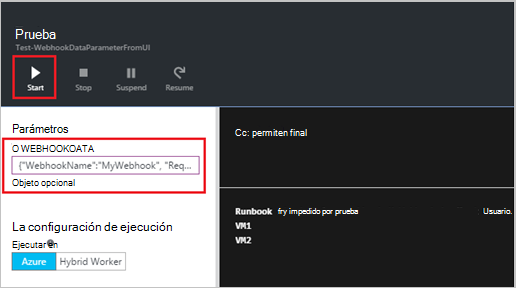 Prueba
Test-WebhookDataParameterFromUI
Start Stop Suspend Resume
Parámetros
O WEBHOOKOATA
{"WebhookName":"MyWebhook", "Req...
Objeto opcional
La configuración de ejecución
Ejecutar en
Azure Hybrid Worker
Cc: permiten final
Runbook fry impedido por prueba Usuario.
VM1
VM2